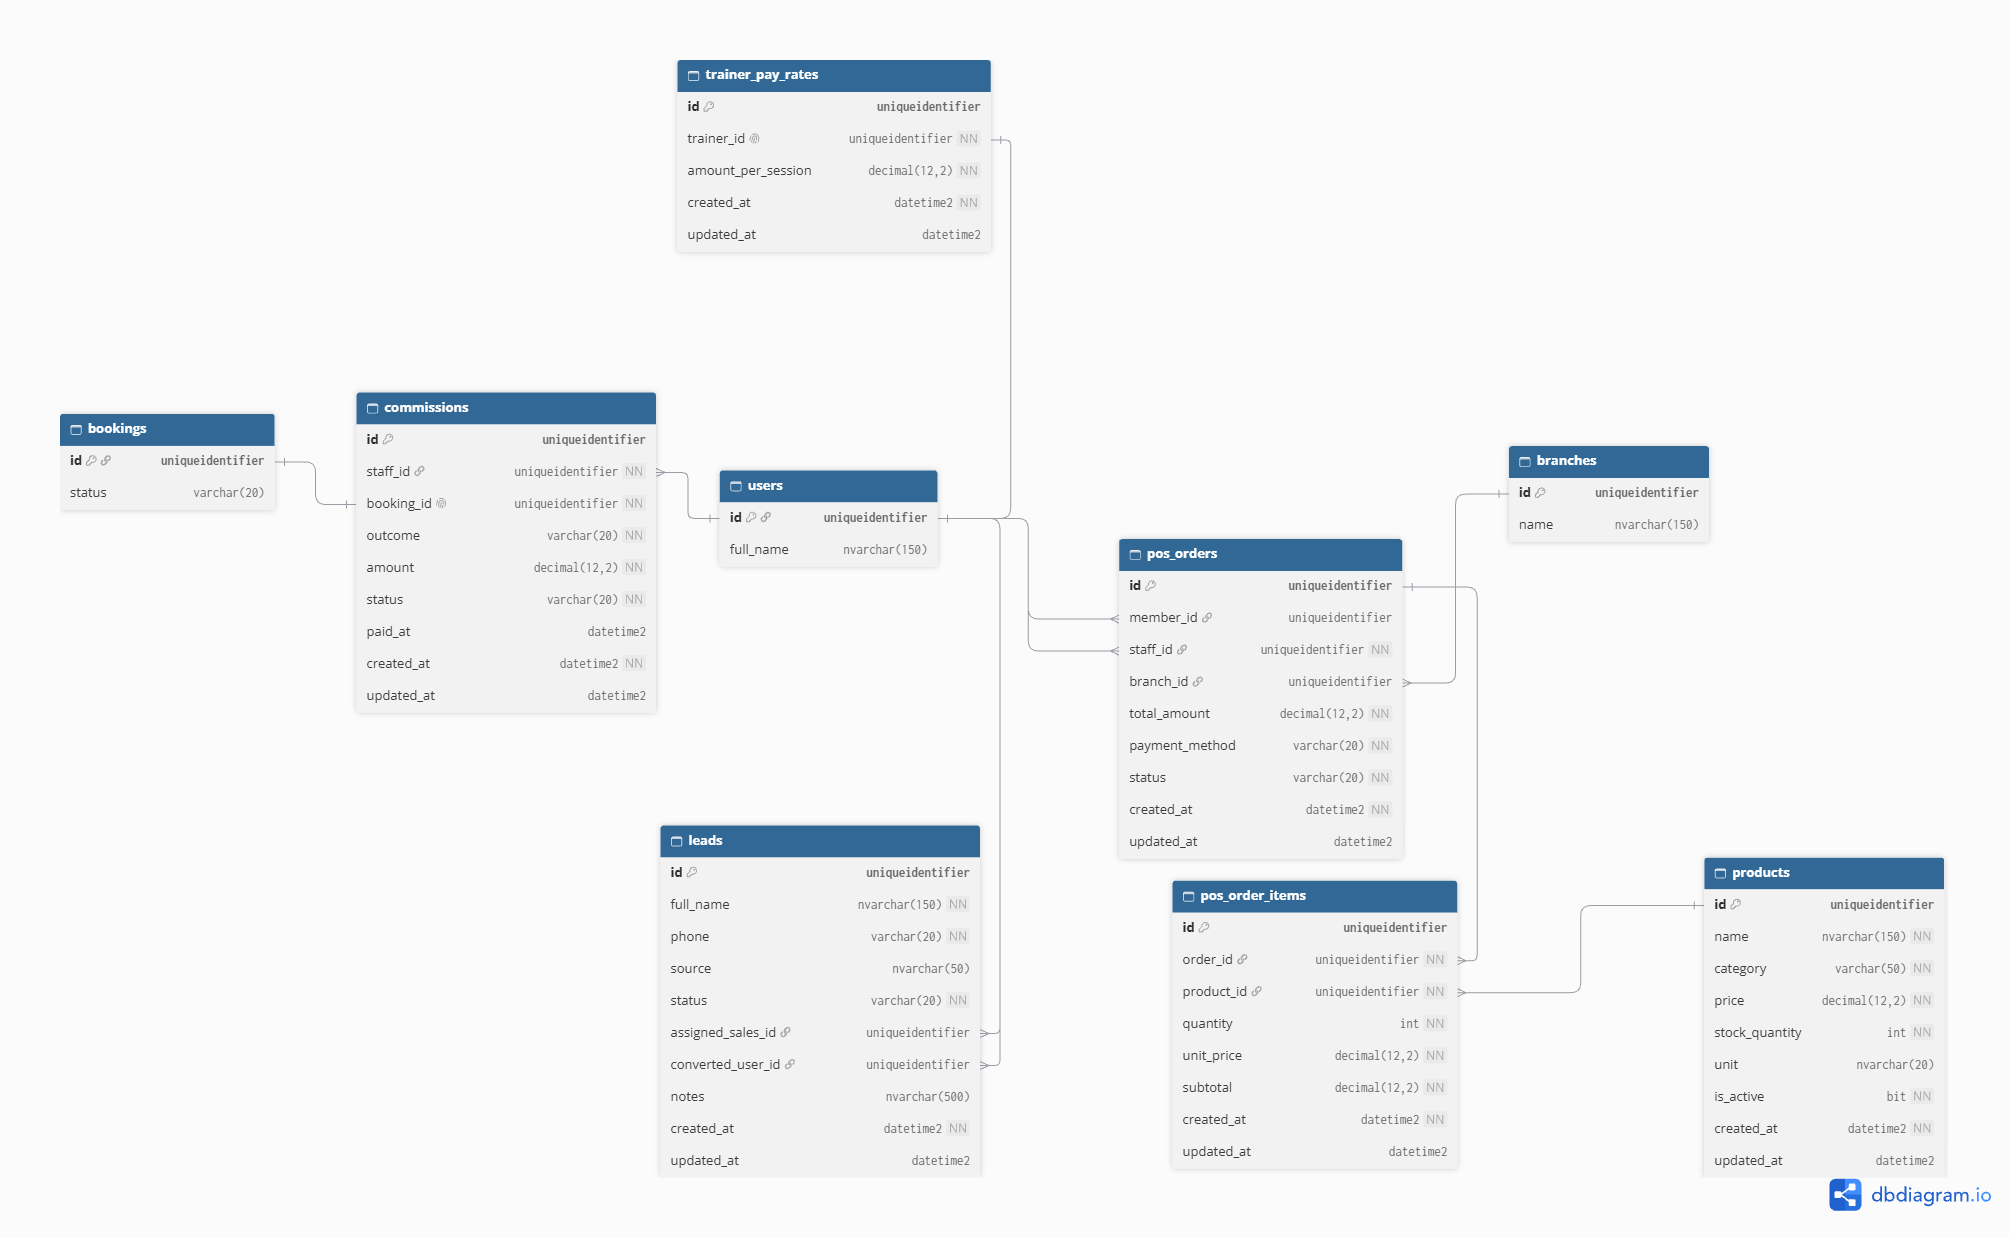 trainer_pay_rates
id uniqueidentifier
trainer_id uniqueidentifier NN
amount_per_session decimal(12,2) NN
created_at datetime2 NN
updated_at datetime2
bookings
id uniqueidentifier
status varchar(20)
commissions
id uniqueidentifier
staff_id uniqueidentifier NN
booking_id uniqueidentifier NN
outcome varchar(20) NN
amount decimal(12,2) NN
status varchar(20) NN
paid_at datetime2
created_at datetime2 NN
updated_at datetime2
users
id uniqueidentifier
full_name nvarchar(150)
branches
id uniqueidentifier
name nvarchar(150)
pos_orders
id uniqueidentifier
member_id uniqueidentifier
staff_id uniqueidentifier NN
branch_id uniqueidentifier
total_amount decimal(12,2) NN
payment_method varchar(20) NN
status varchar(20) NN
created_at datetime2 NN
updated_at datetime2
leads
id uniqueidentifier
full_name nvarchar(150) NN
phone varchar(20) NN
source nvarchar(50)
status varchar(20) NN
assigned_sales_id uniqueidentifier
converted_user_id uniqueidentifier
notes nvarchar(500)
created_at datetime2 NN
updated_at datetime2
pos_order_items
id uniqueidentifier
order_id uniqueidentifier NN
product_id uniqueidentifier NN
quantity int NN
unit_price decimal(12,2) NN
subtotal decimal(12,2) NN
created_at datetime2 NN
updated_at datetime2
products
id uniqueidentifier
name nvarchar(150) NN
category varchar(50) NN
price decimal(12,2) NN
stock_quantity int NN
unit nvarchar(20)
is_active bit NN
created_at datetime2 NN
updated_at datetime2
dbdiagram.io